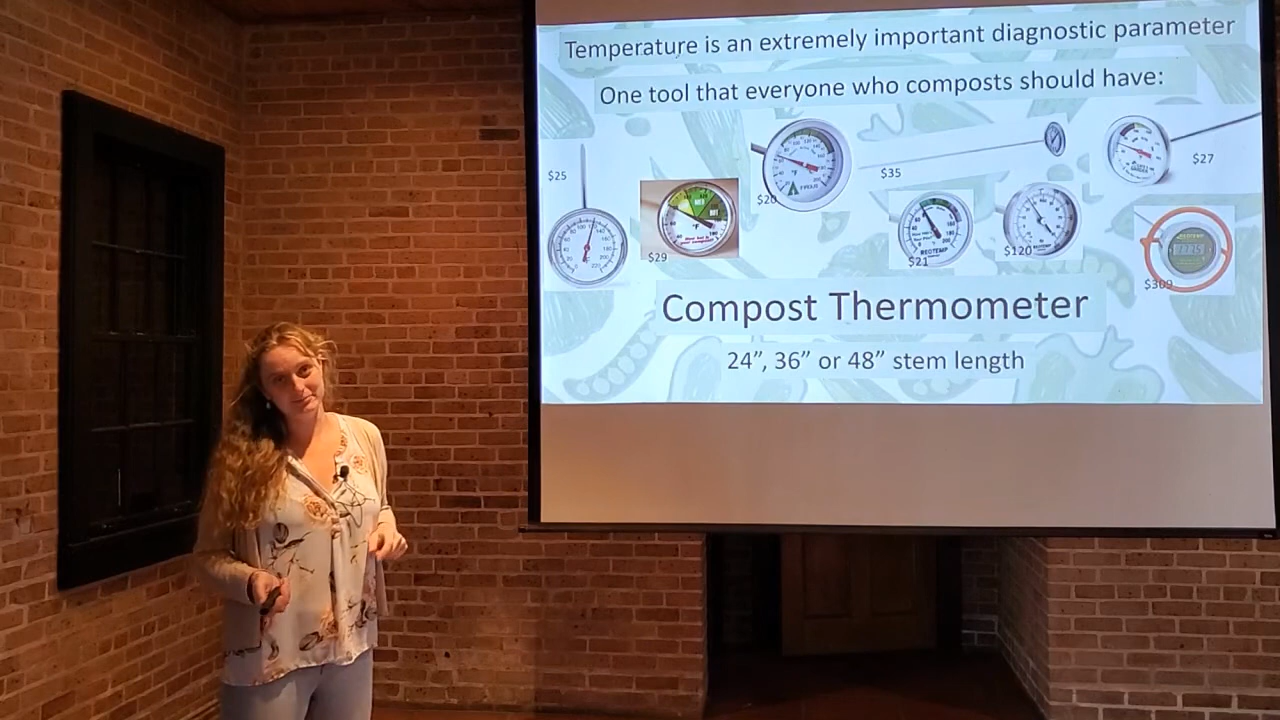 Temperature is an extremely important diagnostic parameter
One tool that everyone who composts should have:
$25
$29
$20
$35
$21
$120
$27
$309
REOTEMP
Compost Thermometer
24”, 36” or 48” stem length